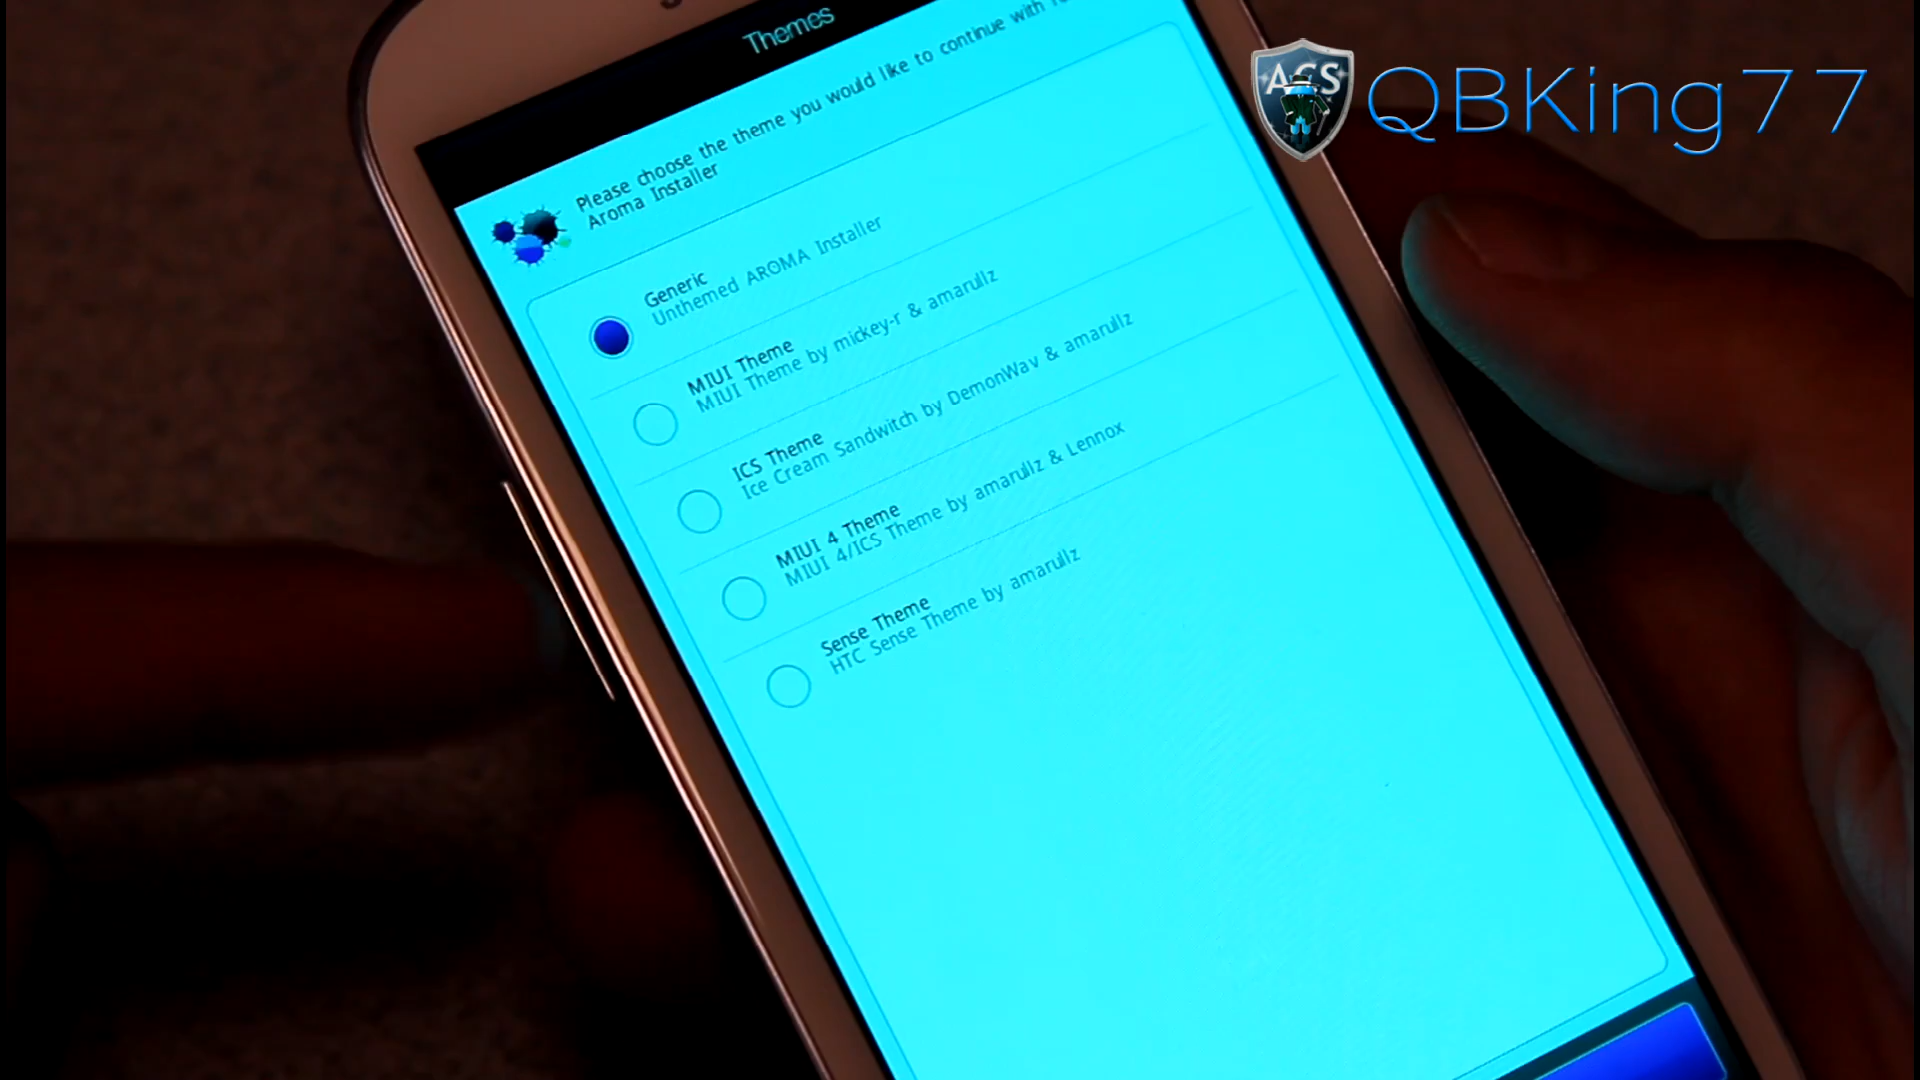 Themes
ACS
QBKing77
Please choose the theme you would like to continue with
Aroma Installer
Generic
Unthemed AROMA Installer
MIUI Theme
MIUI Theme by mickey-r & amarullz
ICS Theme
Ice Cream Sandwitch by DemonWav & amarullz
MIUI 4 Theme
MIUI 4/ICS Theme by amarullz & Lennox
Sense Theme
HTC Sense Theme by amarullz